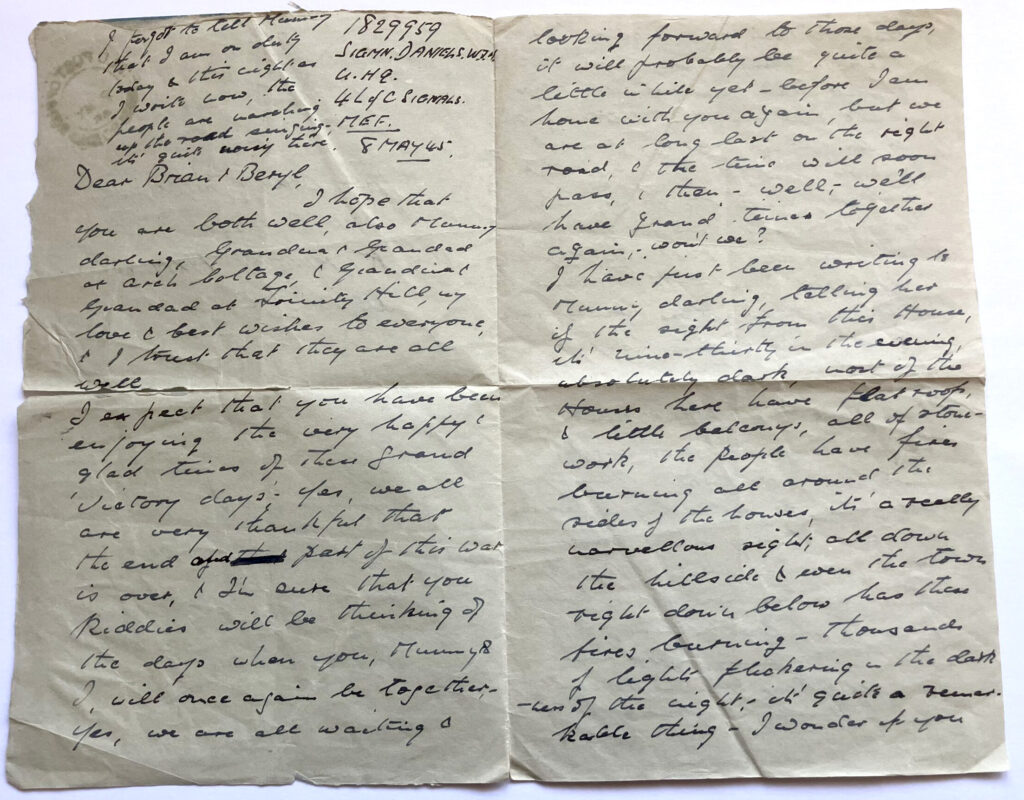 I forgot to tell Mummy
that I am on duty
today & this night as
I write now, the
people are marching
up the road singing -
it's quite noisy there.
1829959
SIGMN. DANIELS. W.J.
U. HQ.
4 L of C SIGNALS.
MEF.
8 MAY 45.
Dear Brian & Beryl,
I hope that
you are both well, also Mummy
darling, Grandma & Grandad
at Arch Cottage, & Grandma &
Grandad at Trinity Hill, my
love & best wishes to everyone,
& I trust that they are all
well.
I expect that you have been
enjoying the very happy &
glad times of these grand
'Victory days'- Yes, we all
are very thankful that
the end of part of this war
is over, & I'm sure that you
kiddies will be thinking of
the days when you, Mummy &
I, will once again be together -
Yes, we are all waiting &
looking forward to those days,
it will probably be quite a
little while yet - before I am
home with you again, but we
are at long last on the right
road, & the time will soon
pass, & then - well, - we'll
have grand times together
again, - won't we?
I have just been writing to
Mummy darling, telling her
of the sight from this House,
it's nine-thirty in the evening,
absolutely dark, most of the
Houses here have flat roofs,
& little balconys, all of stone-
work, the people have fires
burning all around the
sides of the houses, it's a really
marvellous sight, all down
the hillside & even the town
right down below has these
fires burning - thousands
of lights flickering in the dark
-ness of the night, - it's quite a remar-
kable thing - I wonder if you